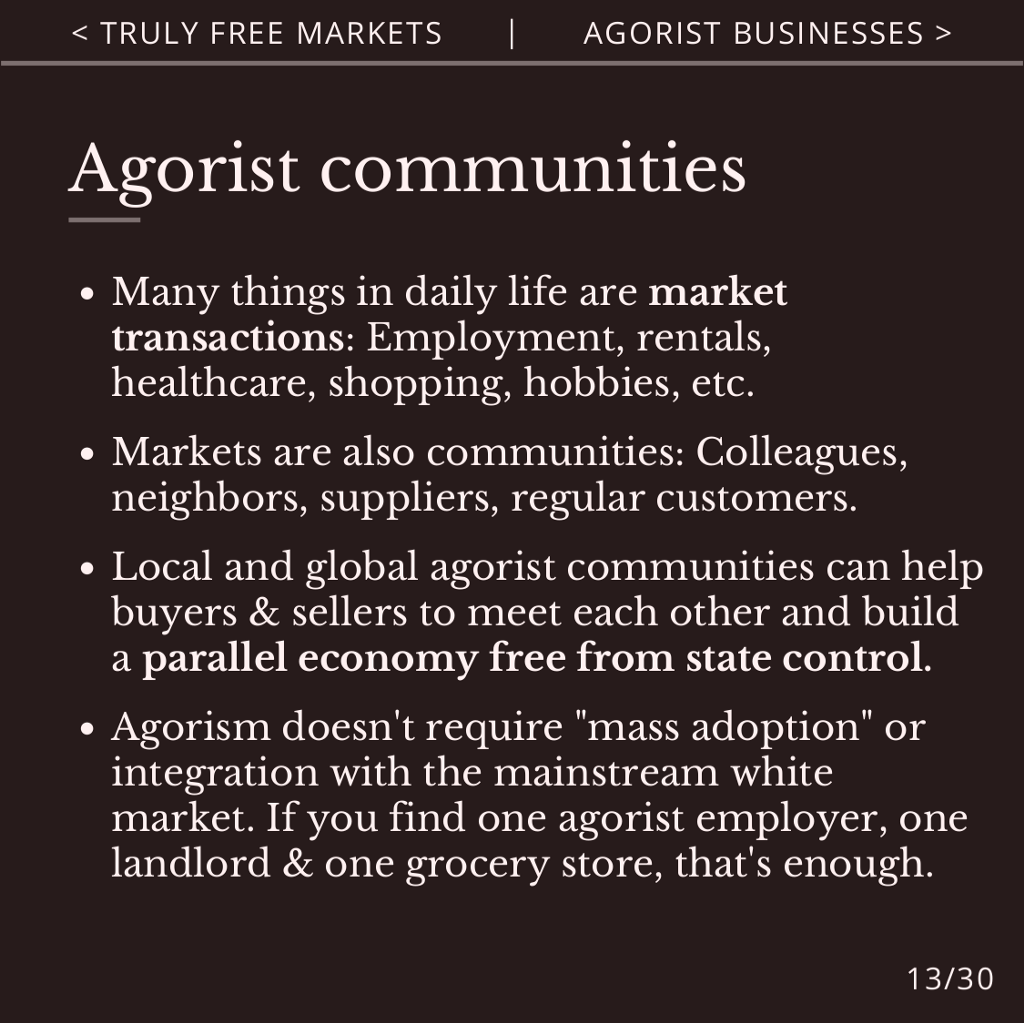 < TRULY FREE MARKETS | AGORIST BUSINESSES >
Agorist communities
• Many things in daily life are market
transactions: Employment, rentals,
healthcare, shopping, hobbies, etc.
• Markets are also communities: Colleagues,
neighbors, suppliers, regular customers.
• Local and global agorist communities can help
buyers & sellers to meet each other and build
a parallel economy free from state control.
• Agorism doesn't require "mass adoption" or
integration with the mainstream white
market. If you find one agorist employer, one
landlord & one grocery store, that's enough.
13/30